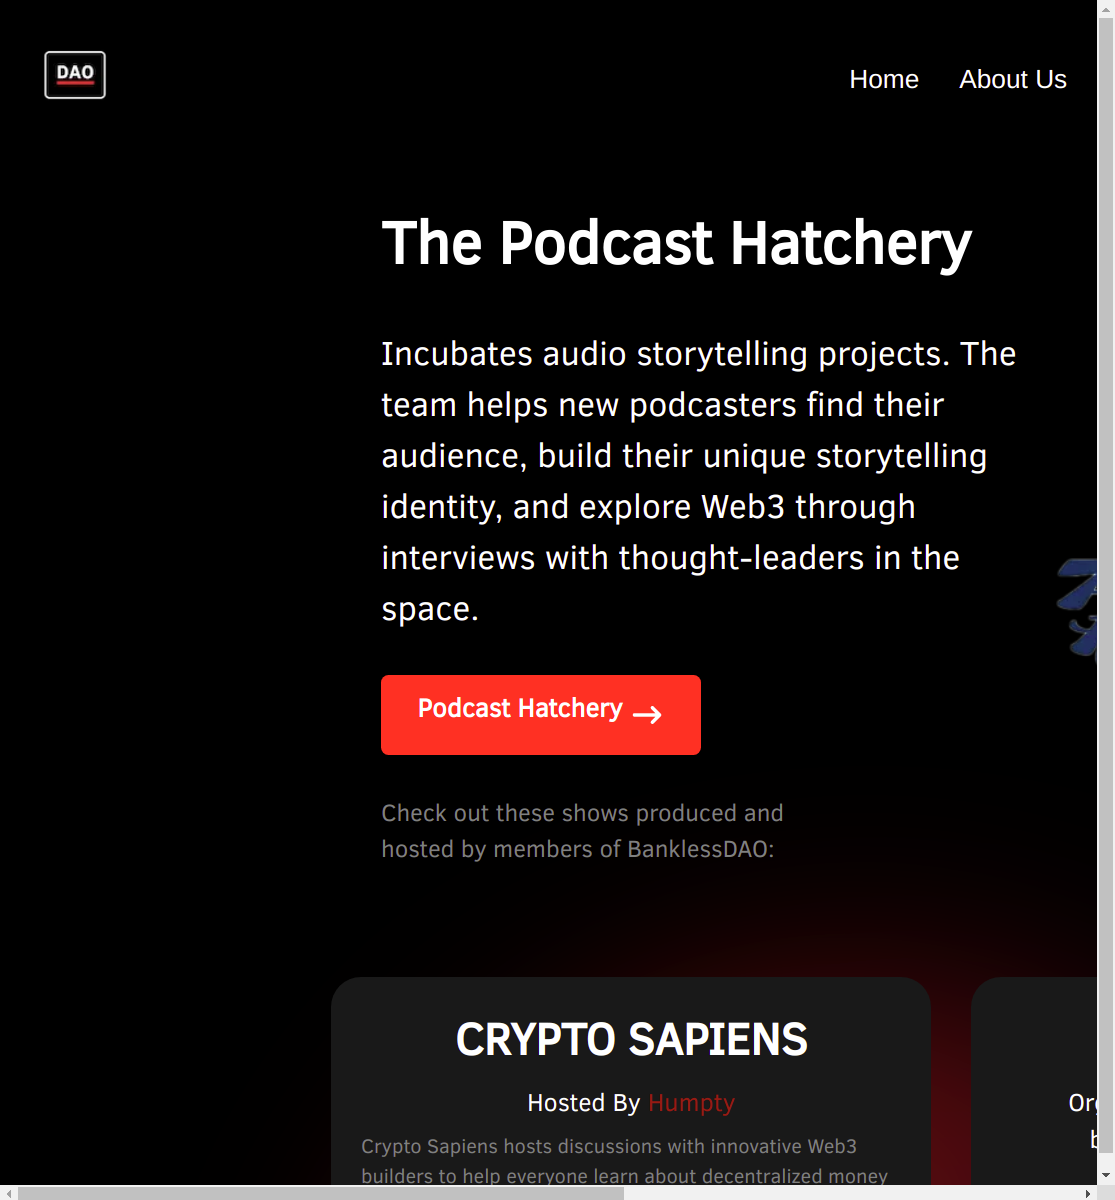 DAO
Home About Us
The Podcast Hatchery
Incubates audio storytelling projects. The
team helps new podcasters find their
audience, build their unique storytelling
identity, and explore Web3 through
interviews with thought-leaders in the
space.
Podcast Hatchery →
Check out these shows produced and
hosted by members of BanklessDAO:
CRYPTO SAPIENS
Hosted By Humpty
Crypto Sapiens hosts discussions with innovative Web3
builders to help everyone learn about decentralized money